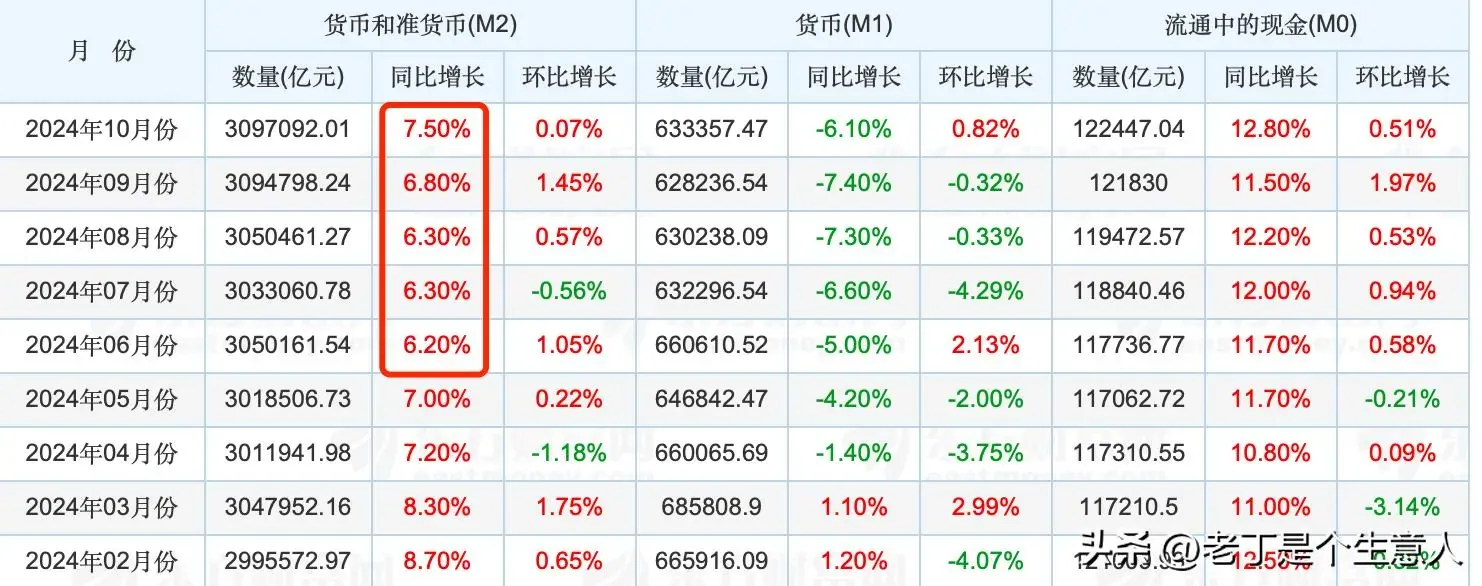 月 份 货币和准货币(M2) 货币(M1) 流通中的现金(M0)
数量(亿元) 同比增长 环比增长 数量(亿元) 同比增长 环比增长 数量(亿元) 同比增长 环比增长
2024年10月份 3097092.01 7.50% 0.07% 633357.47 -6.10% 0.82% 122447.04 12.80% 0.51%
2024年09月份 3094798.24 6.80% 1.45% 628236.54 -7.40% -0.32% 121830 11.50% 1.97%
2024年08月份 3050461.27 6.30% 0.57% 630238.09 -7.30% -0.33% 119472.57 12.20% 0.53%
2024年07月份 3033060.78 6.30% -0.56% 632296.54 -6.60% -4.29% 118840.46 12.00% 0.94%
2024年06月份 3050161.54 6.20% 1.05% 660610.52 -5.00% 2.13% 117736.77 11.70% 0.58%
2024年05月份 3018506.73 7.00% 0.22% 646842.47 -4.20% -2.00% 117062.72 11.70% -0.21%
2024年04月份 3011941.98 7.20% -1.18% 660065.69 -1.40% -3.75% 117310.55 10.80% 0.09%
2024年03月份 3047952.16 8.30% 1.75% 685808.9 1.10% 2.99% 117210.5 11.00% -3.14%
2024年02月份 2995572.97 8.70% 0.65% 665916.09 1.20% -4.07%
头条 @老丁是个生意人